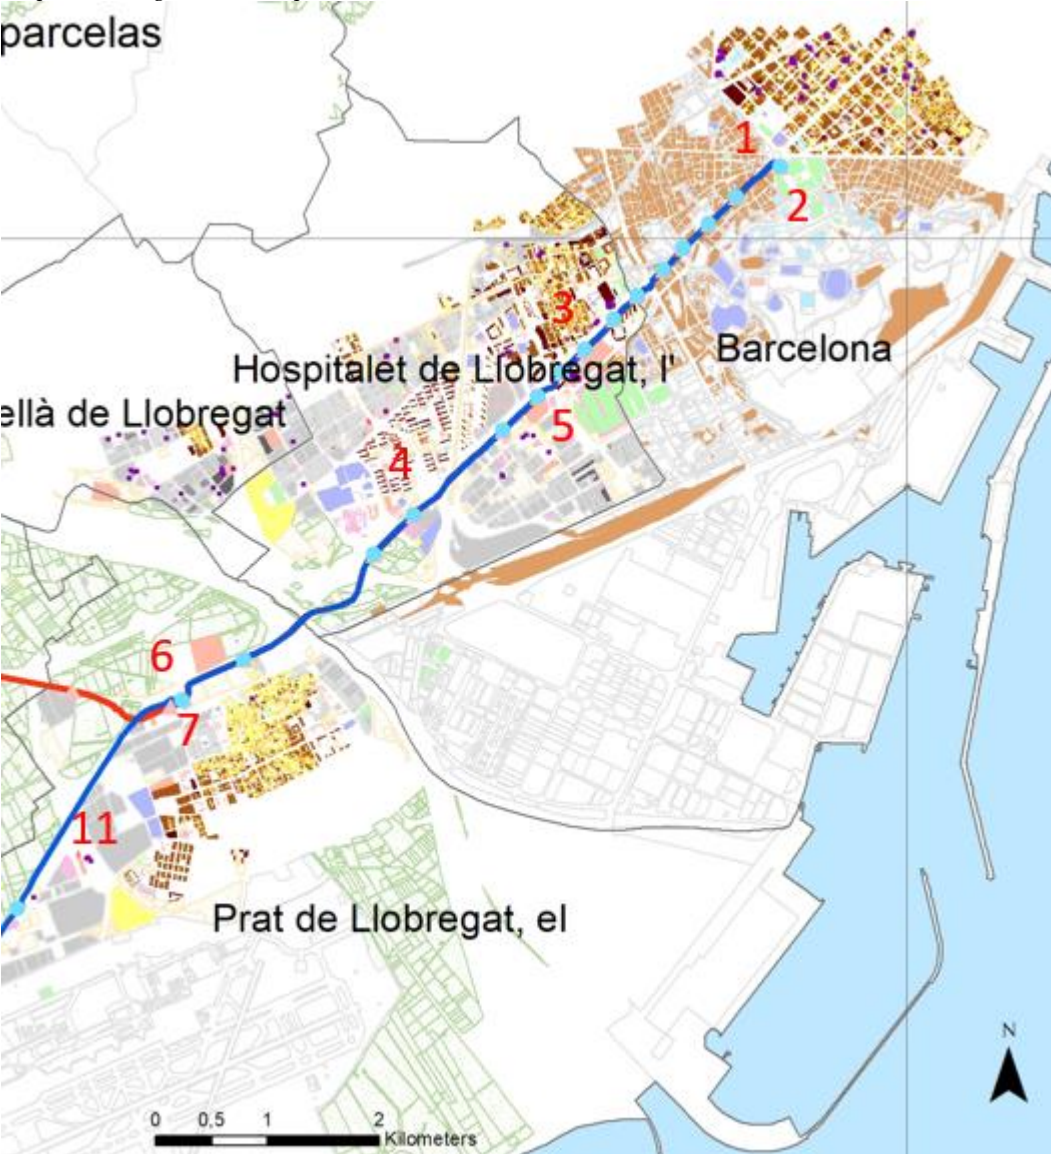 parcelas
1
2
3
Barcelona
Hospitalet de Llobregat, l'
ellà de Llobregat
5
4
6
7
11
Prat de Llobregat, el
N
0 0,5 1 2
Kilometers